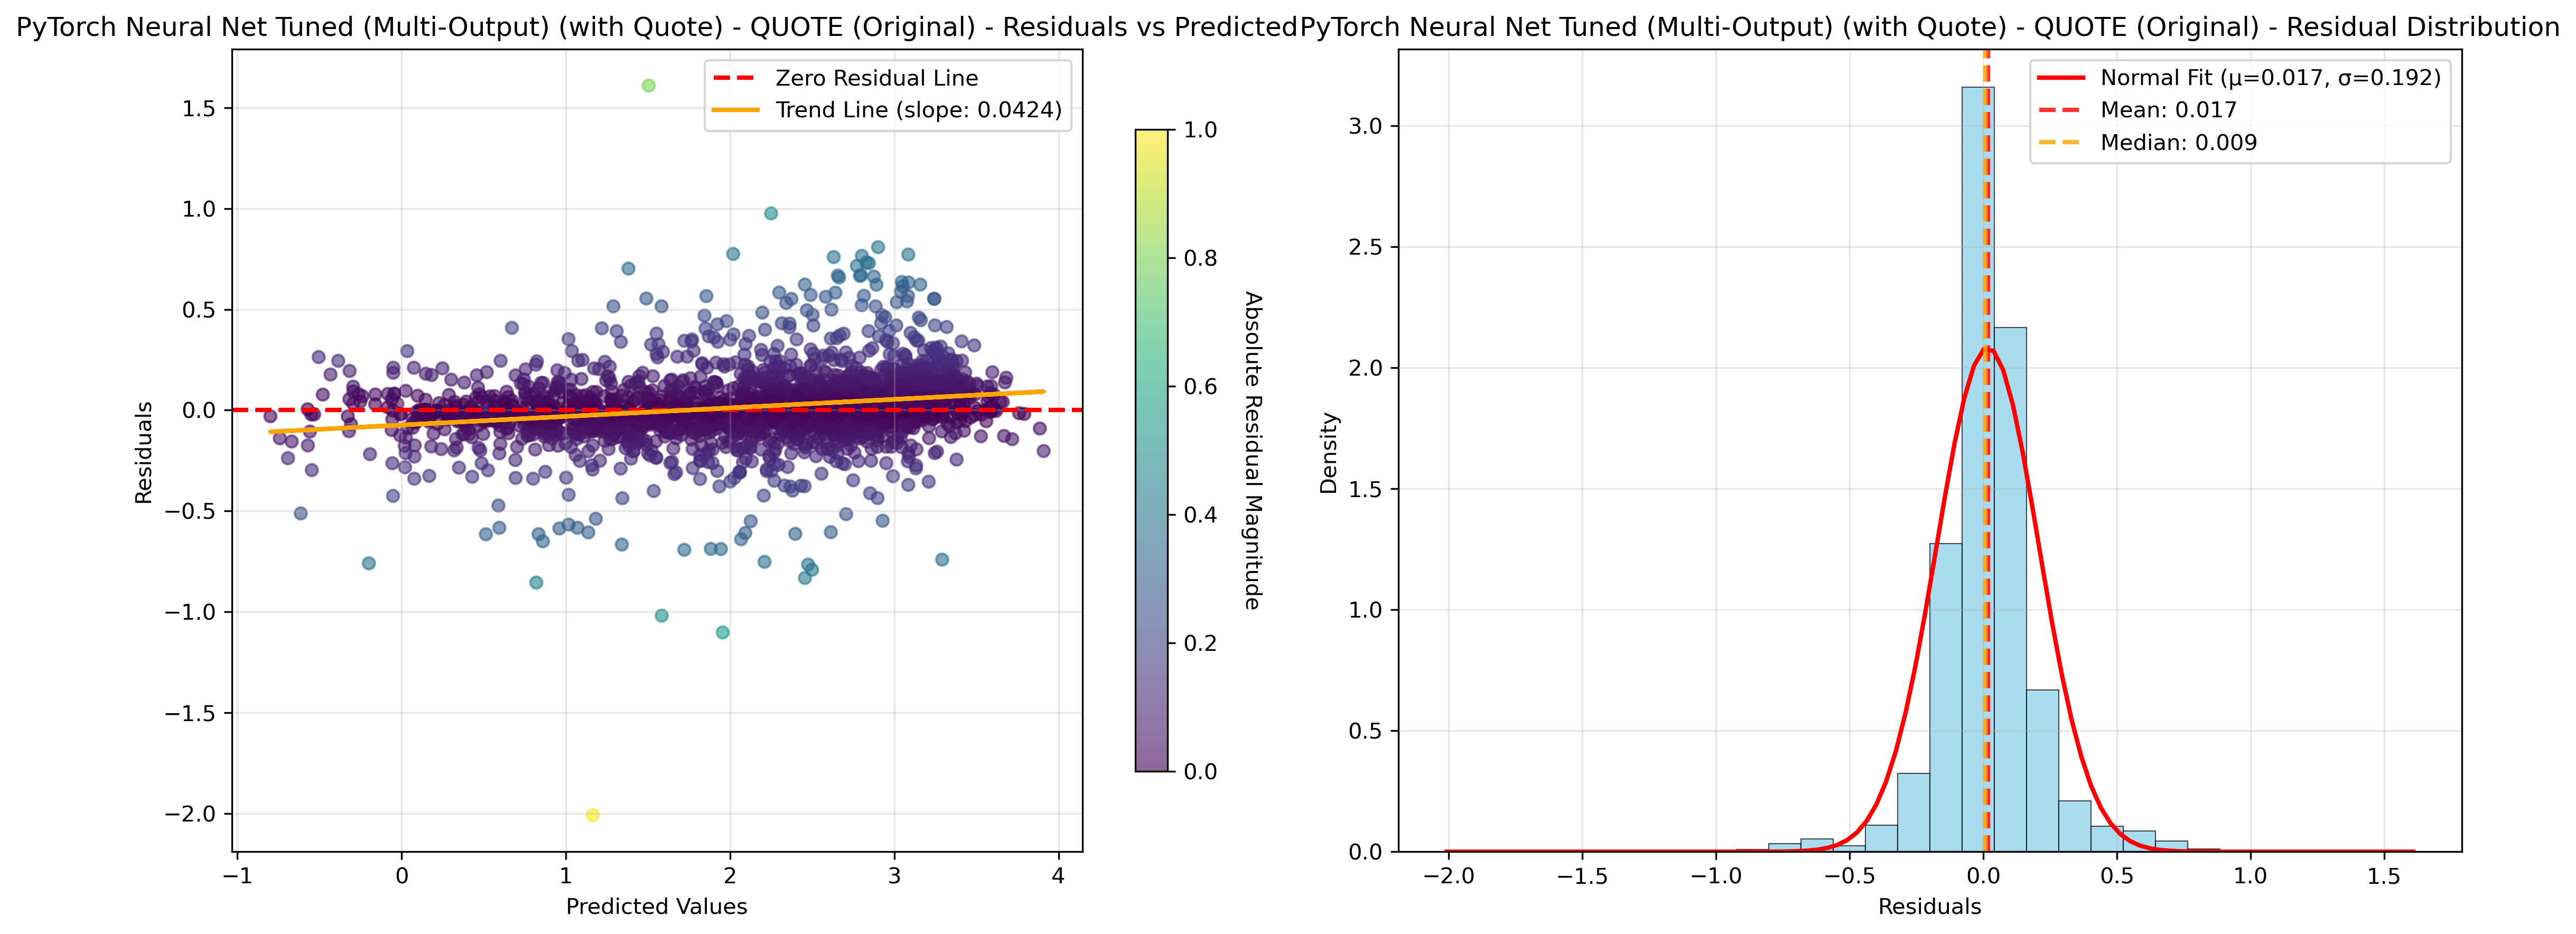 PyTorch Neural Net Tuned (Multi-Output) (with Quote) - QUOTE (Original) - Residuals vs Predicted
Zero Residual Line
Trend Line (slope: 0.0424)
1.5
1.0
0.5
0.0
−0.5
−1.0
−1.5
−2.0
Residuals
−1
0
1
2
3
4
Predicted Values
1.0
0.8
0.6
0.4
0.2
0.0
Absolute Residual Magnitude
PyTorch Neural Net Tuned (Multi-Output) (with Quote) - QUOTE (Original) - Residual Distribution
Normal Fit (μ=0.017, σ=0.192)
Mean: 0.017
Median: 0.009
3.0
2.5
2.0
1.5
1.0
0.5
0.0
Density
−2.0
−1.5
−1.0
−0.5
0.0
0.5
1.0
1.5
Residuals